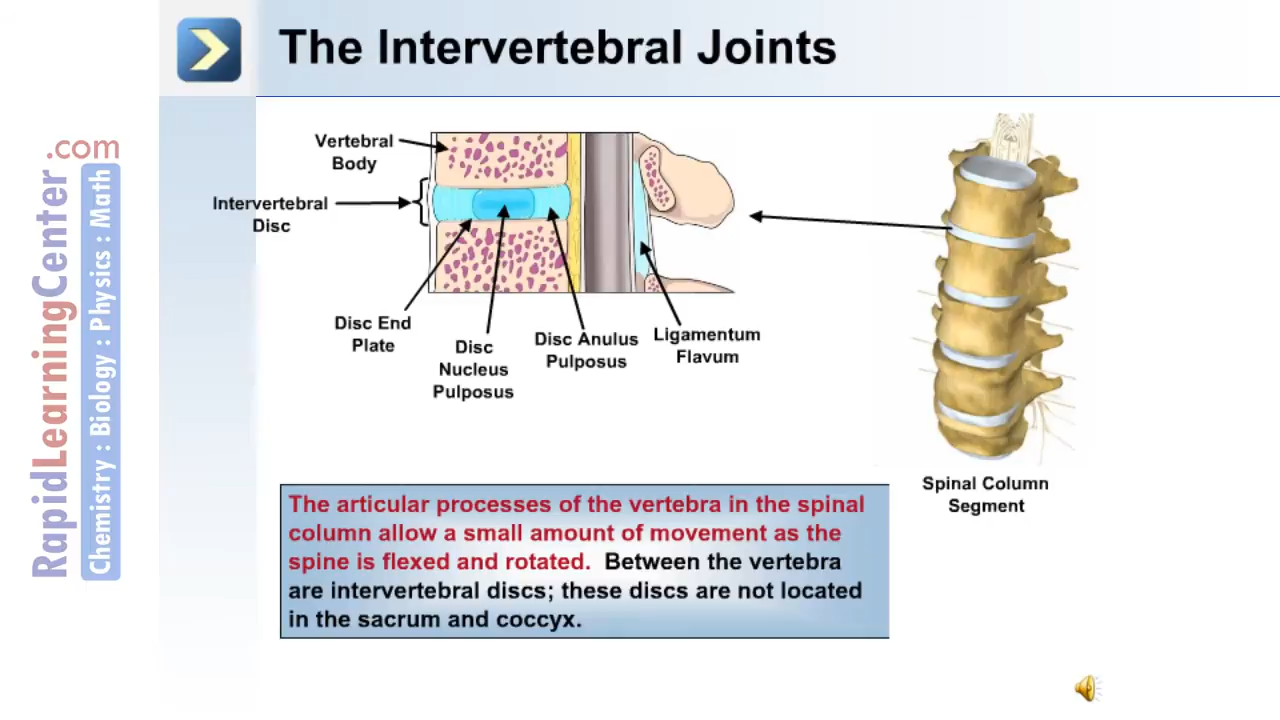 The Intervertebral Joints
Vertebral
Body
Intervertebral
Disc
Disc End
Plate
Disc
Nucleus
Pulposus
Disc Anulus
Pulposus
Ligamentum
Flavum
Spinal Column
Segment
The articular processes of the vertebra in the spinal
column allow a small amount of movement as the
spine is flexed and rotated. Between the vertebra
are intervertebral discs; these discs are not located
in the sacrum and coccyx.
RapidLearningCenter.com
Chemistry : Biology : Physics : Math